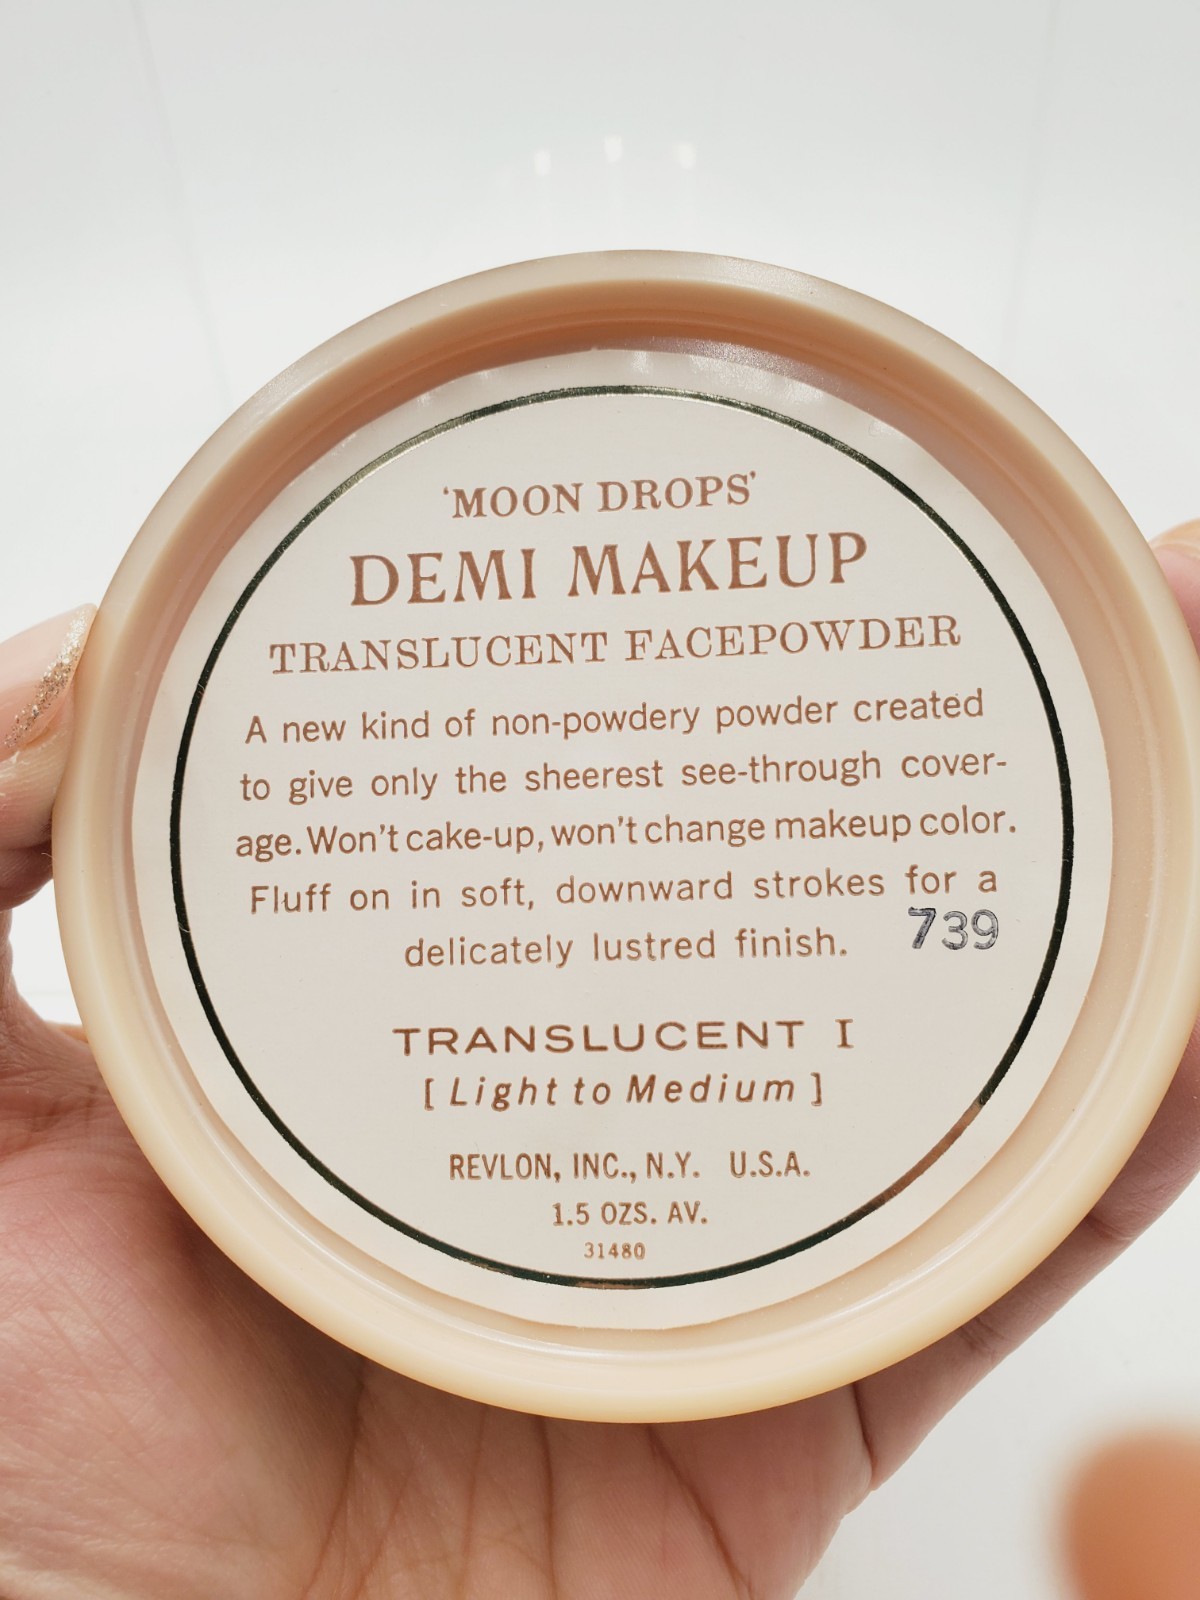 ‘MOON DROPS’
DEMI MAKEUP
TRANSLUCENT FACEPOWDER
A new kind of non-powdery powder created
to give only the sheerest see-through cover-
age. Won’t cake-up, won’t change makeup color.
Fluff on in soft, downward strokes for a
delicately lustred finish.
739
TRANSLUCENT I
[ Light to Medium ]
REVLON, INC., N.Y. U.S.A.
1.5 OZS. AV.
31480